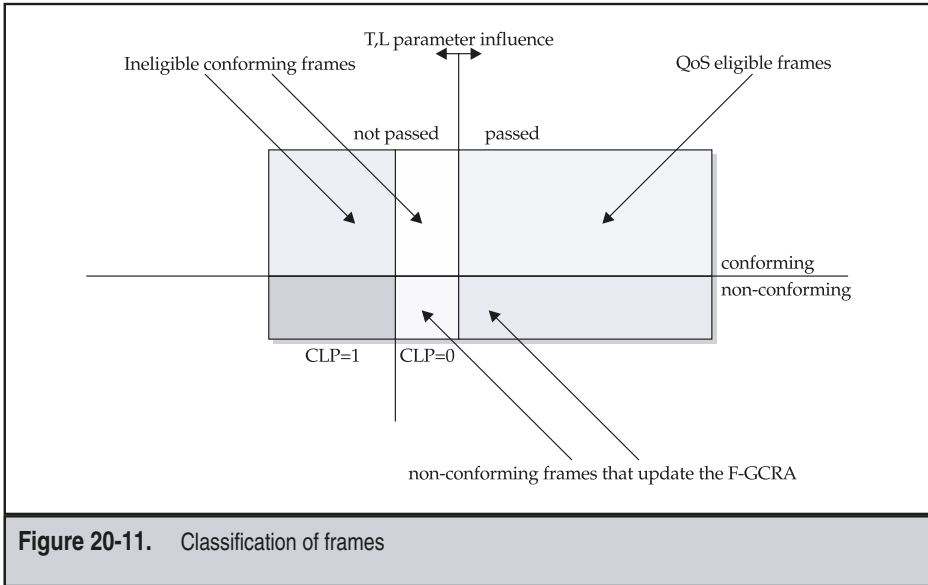 T,L parameter influence
Ineligible conforming frames
QoS eligible frames
not passed
passed
conforming
non-conforming
CLP=1
CLP=0
non-conforming frames that update the F-GCRA
Figure 20-11. Classification of frames